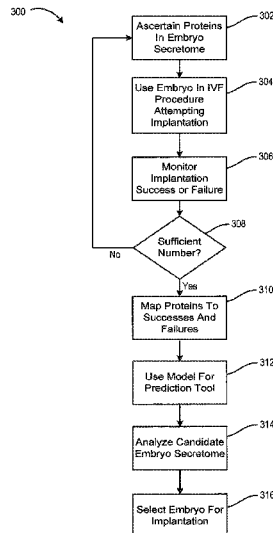 300
Ascertain Proteins
In Embryo
Secretome
302
Use Embryo In IVF
Procedure
Attempting
Implantation
304
Monitor
Implantation
Success or Failure
306
Sufficient
Number?
308
No
Yes
Map Proteins To
Successes And
Failures
310
Use Model For
Prediction Tool
312
Analyze Candidate
Embryo Secretome
314
Select Embryo For
Implantation
316